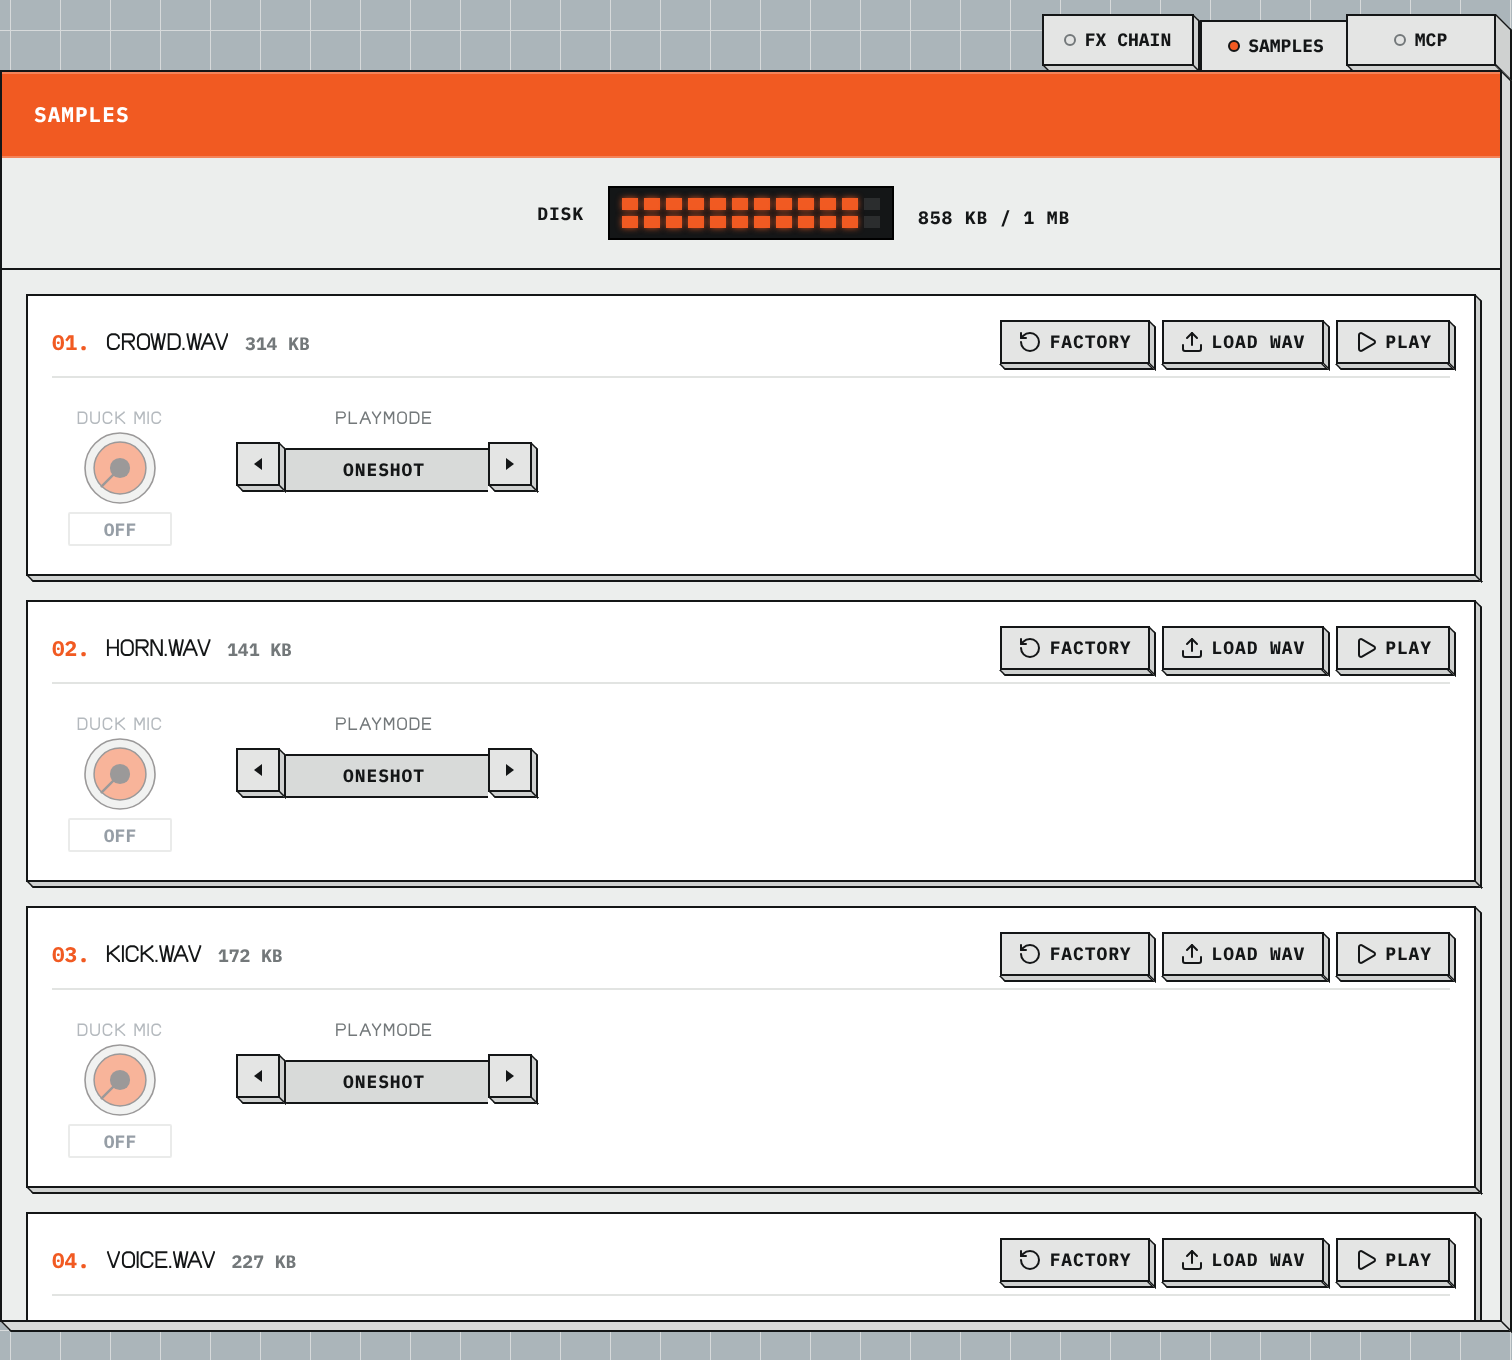 FX CHAIN
SAMPLES
MCP
SAMPLES
DISK
858 KB / 1 MB
01. CROWD.WAV 314 KB
FACTORY
LOAD WAV
PLAY
DUCK MIC
PLAYMODE
ONESHOT
OFF
02. HORN.WAV 141 KB
FACTORY
LOAD WAV
PLAY
DUCK MIC
PLAYMODE
ONESHOT
OFF
03. KICK.WAV 172 KB
FACTORY
LOAD WAV
PLAY
DUCK MIC
PLAYMODE
ONESHOT
OFF
04. VOICE.WAV 227 KB
FACTORY
LOAD WAV
PLAY